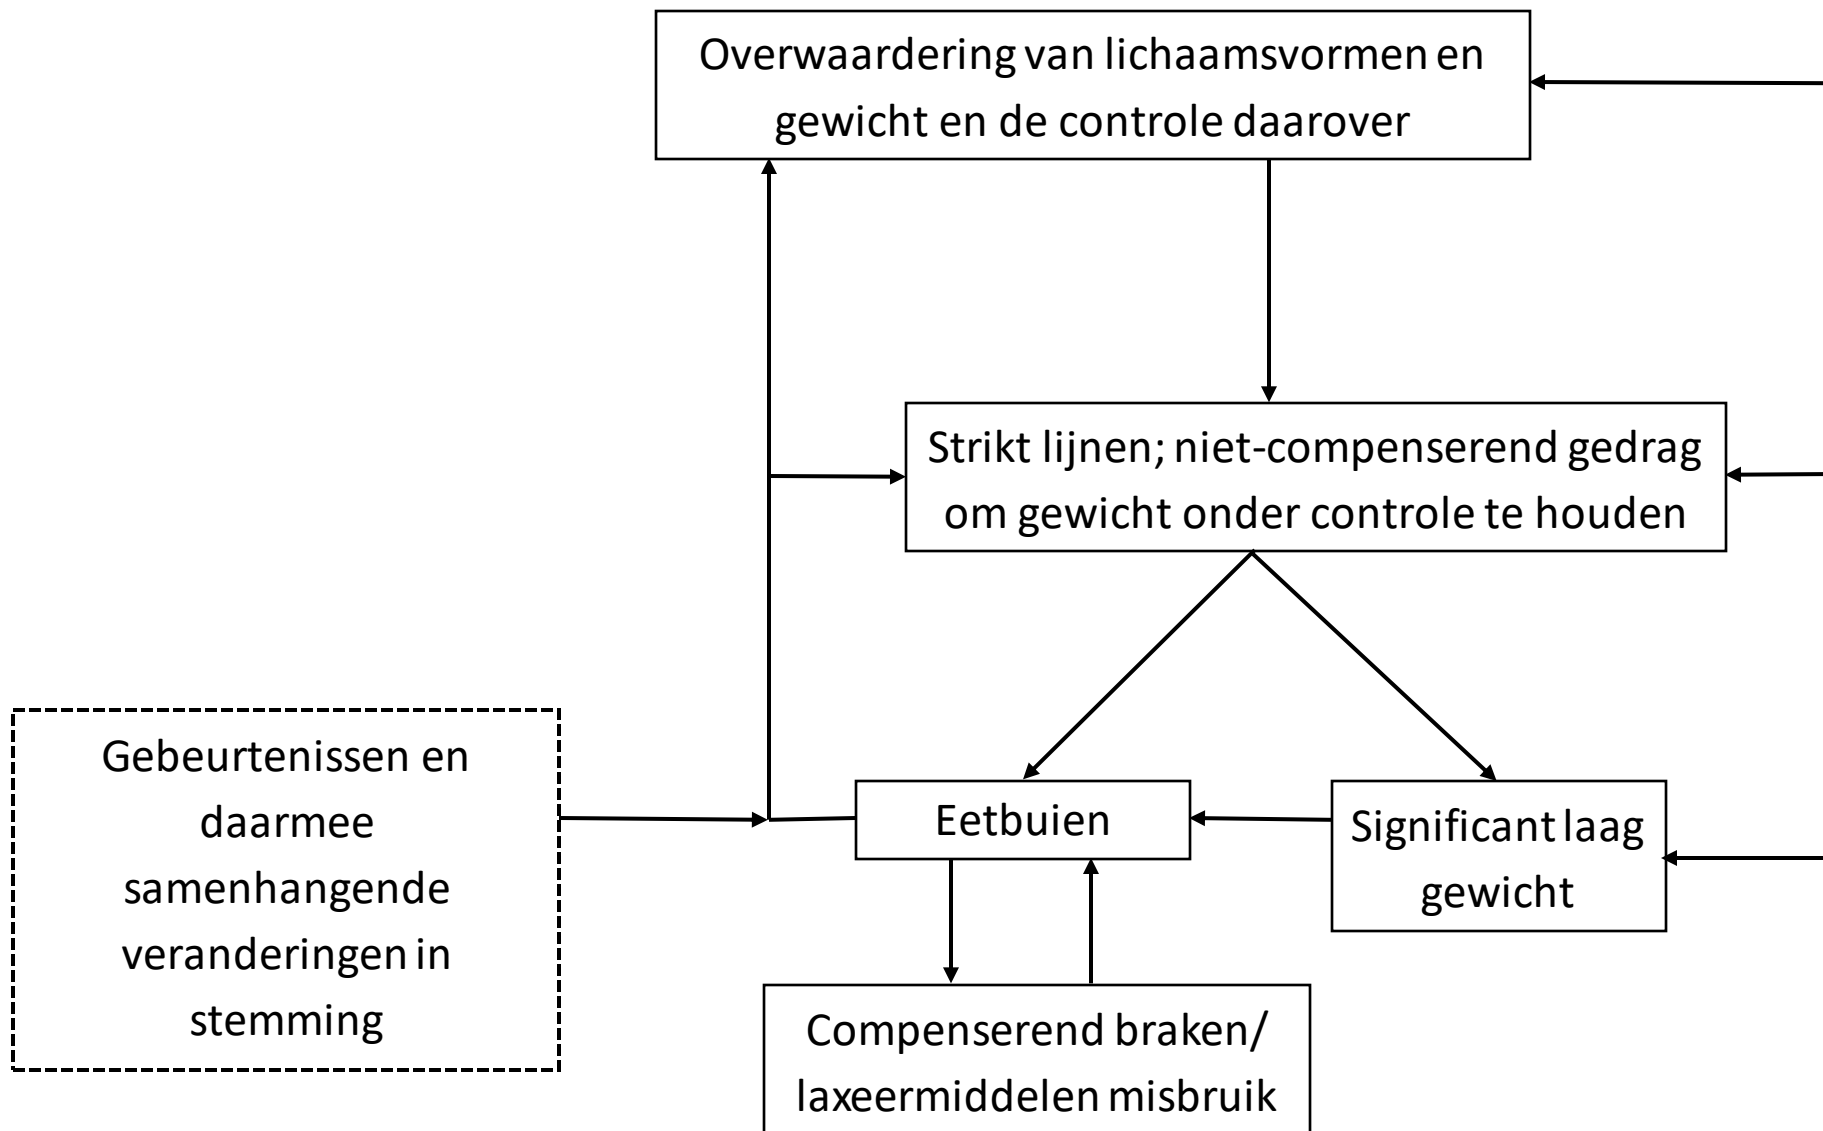 Overwaardering van lichaamsvormen en
gewicht en de controle daarover
Strikt lijnen; niet-compenserend gedrag
om gewicht onder controle te houden
Gebeurtenissen en
daarmee
samenhangende
veranderingen in
stemming
Eetbuien
Significant laag
gewicht
Compenserend braken/
laxeermiddelen misbruik